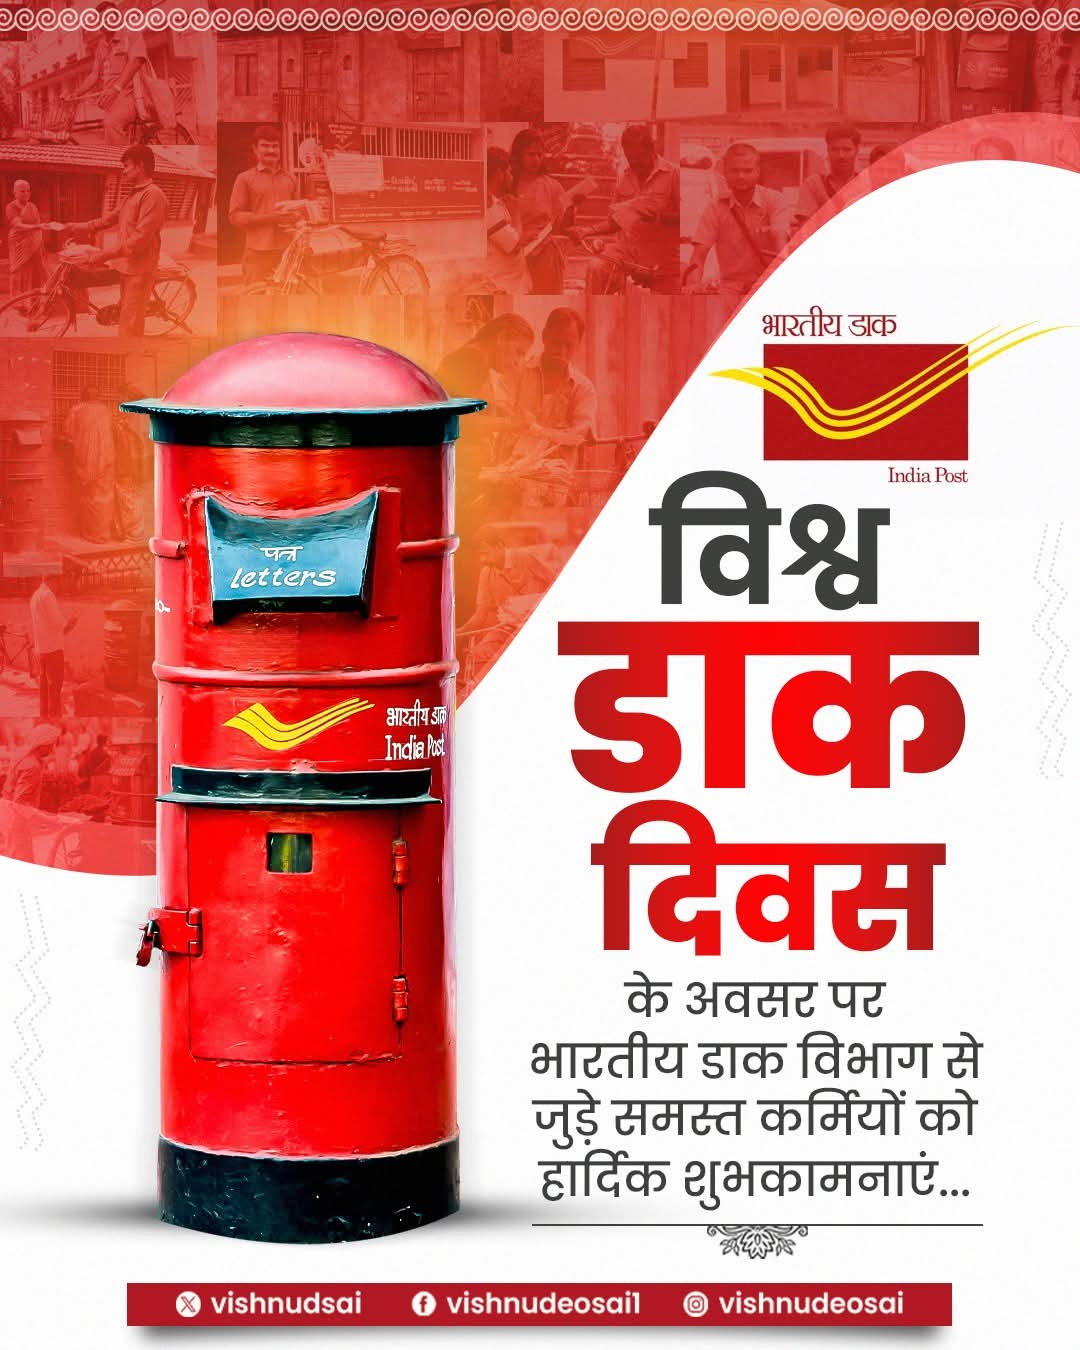 भारतीय डाक
India Post
विश्व
डाक
दिवस
के अवसर पर
भारतीय डाक विभाग से
जुड़े समस्त कर्मियों को
हार्दिक शुभकामनाएं...
पत्र
letters
भारतीय डाक
India Post
vishnudsai
vishnudeosai1
vishnudeosai